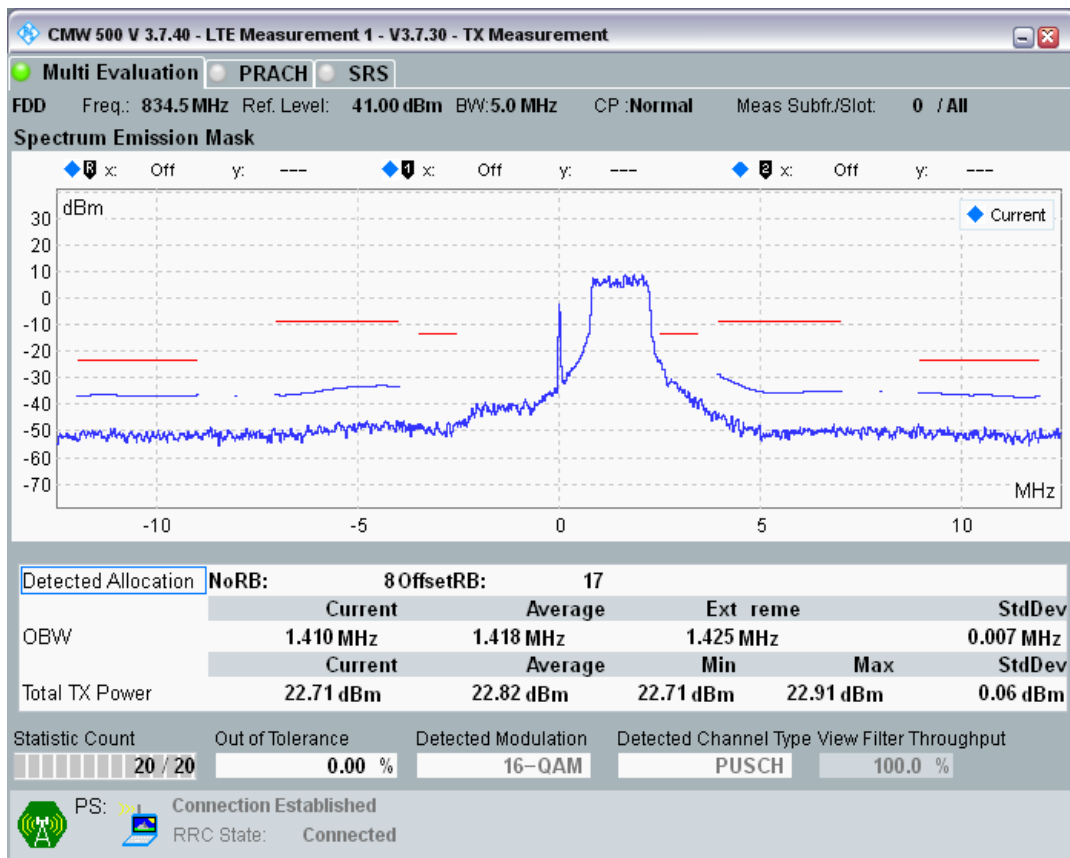 CMW 500 V 3.7.40 - LTE Measurement 1 - V3.7.30 - TX Measurement
Multi Evaluation PRACH SRS
FDD Freq.: 834.5 MHz Ref. Level: 41.00 dBm BW:5.0 MHz CP :Normal Meas Subfr./Slot: 0 / All
Spectrum Emission Mask
R x: Off y: --- 1 x: Off y: --- 2 x: Off y: ---
dBm
Current
30
20
10
0
-10
-20
-30
-40
-50
-60
-70
MHz
-10 -5 0 5 10
Detected Allocation NoRB: 8 OffsetRB: 17
Current Average Ext reme StdDev
OBW 1.410 MHz 1.418 MHz 1.425 MHz 0.007 MHz
Current Average Min Max StdDev
Total TX Power 22.71 dBm 22.82 dBm 22.71 dBm 22.91 dBm 0.06 dBm
Statistic Count Out of Tolerance Detected Modulation Detected Channel Type View Filter Throughput
20 / 20 0.00 % 16-QAM PUSCH 100.0 %
PS: Connection Established
RRC State: Connected